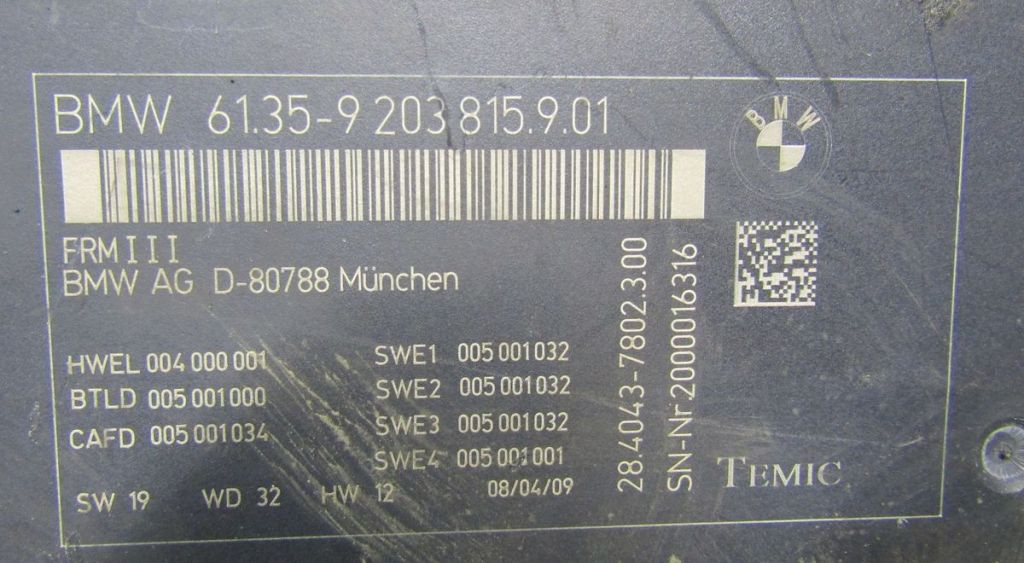 BMW 61.35-9 203 815.9.01
BMW
FRM III
BMW AG D-80788 München
HWEL 004 000 001
BTLD 005 001 000
CAFD 005 001 034
SWE1 005 001 032
SWE2 005 001 032
SWE3 005 001 032
SWE4 005 001 001
SW 19 WD 32 HW 12 08/04/09
28.4043-7802.3.00
SN-Nr2000016316
TEMIC